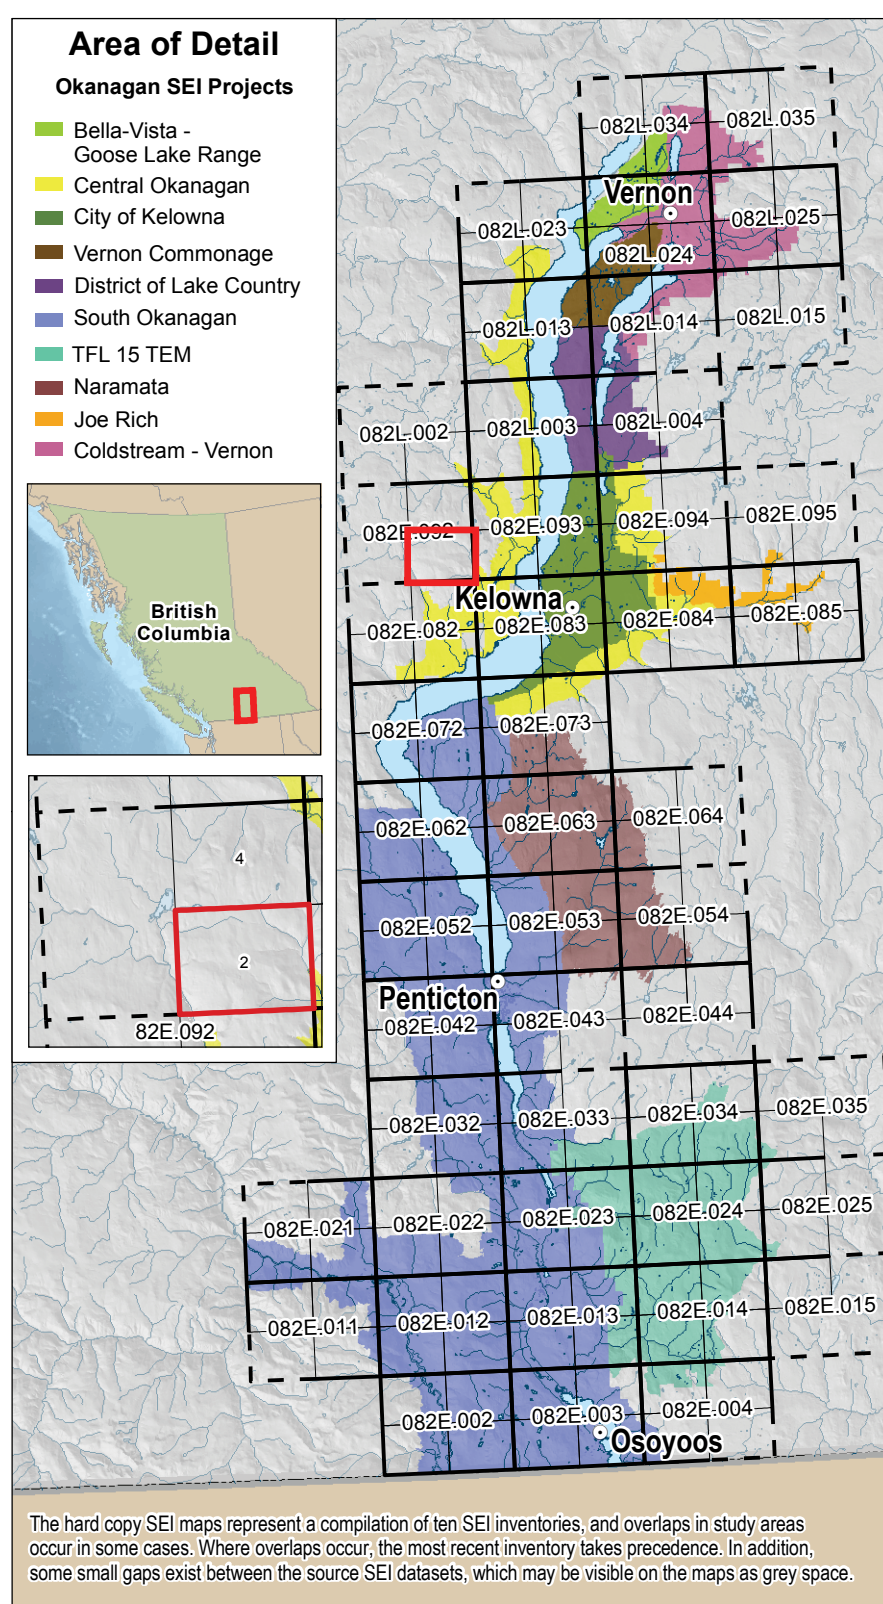 Area of Detail
Okanagan SEI Projects
Bella-Vista -
Goose Lake Range
Central Okanagan
City of Kelowna
Vernon Commonage
District of Lake Country
South Okanagan
TFL 15 TEM
Naramata
Joe Rich
Coldstream - Vernon
British
Columbia
4
2
82E.092
082L.034
082L.035
Vernon
082L.023
082L.025
082L.024
082L.013
082L.014
082L.015
082L.002
082L.003
082L.004
082E.092
082E.093
082E.094
082E.095
Kelowna
082E.082
082E.083
082E.084
082E.085
082E.072
082E.073
082E.062
082E.063
082E.064
082E.052
082E.053
082E.054
Penticton
082E.042
082E.043
082E.044
082E.032
082E.033
082E.034
082E.035
082E.021
082E.022
082E.023
082E.024
082E.025
082E.011
082E.012
082E.013
082E.014
082E.015
082E.002
082E.003
082E.004
Osoyoos
The hard copy SEI maps represent a compilation of ten SEI inventories, and overlaps in study areas
occur in some cases. Where overlaps occur, the most recent inventory takes precedence. In addition,
some small gaps exist between the source SEI datasets, which may be visible on the maps as grey space.